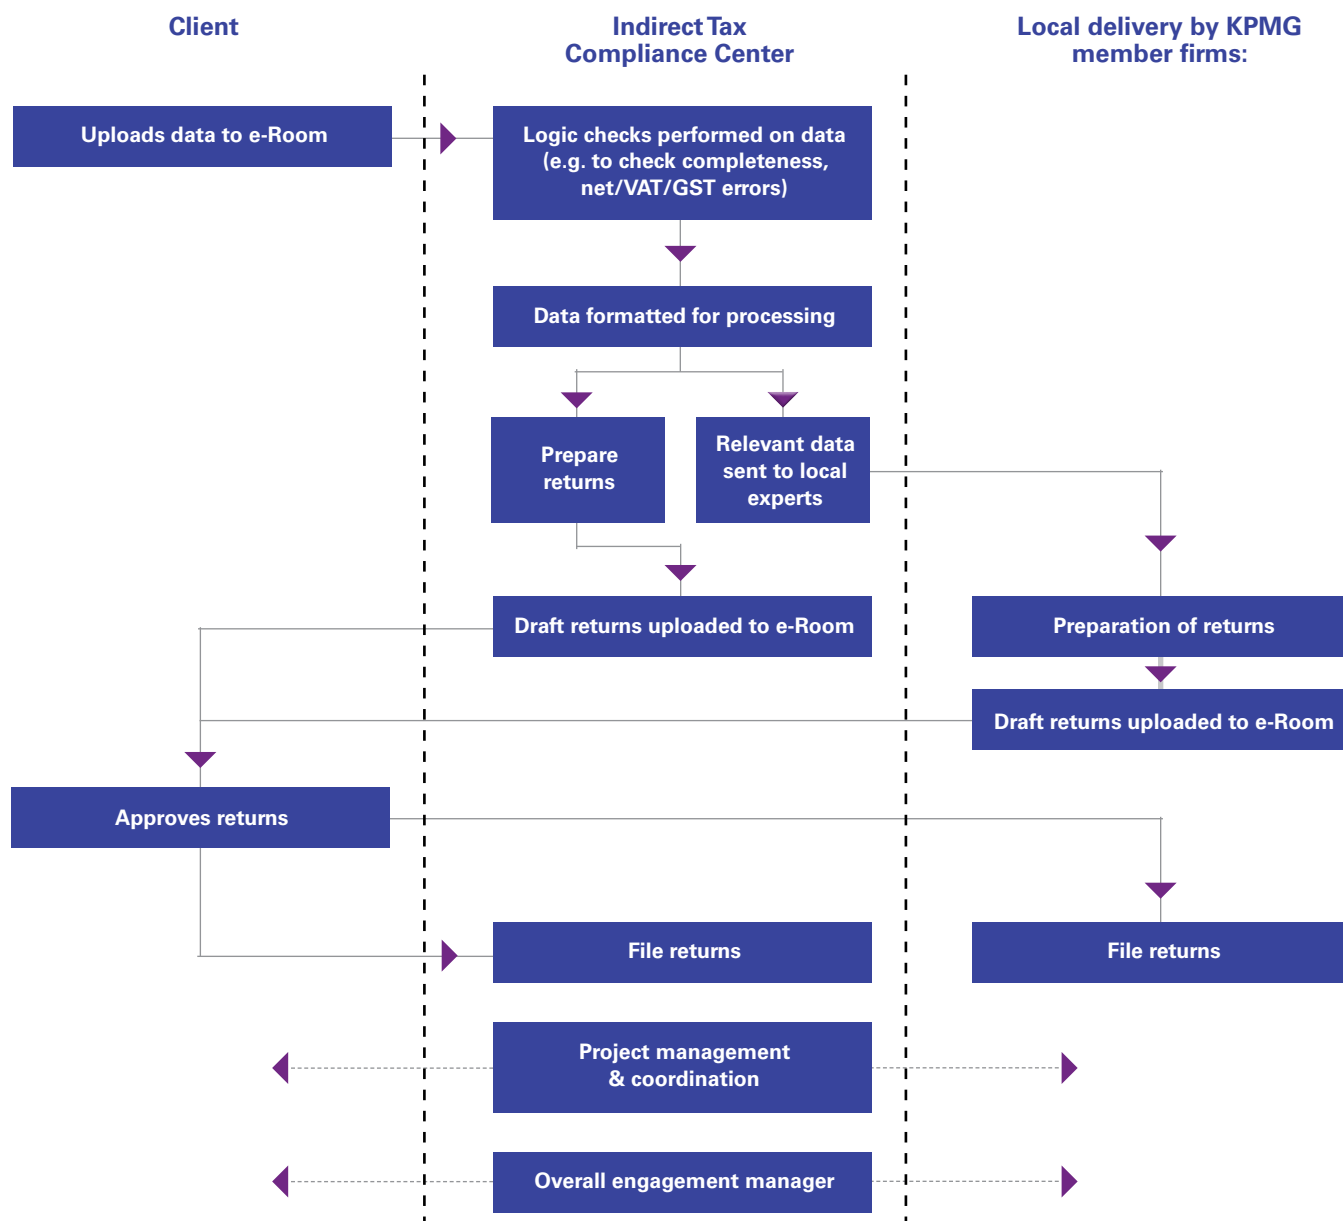 Client
Indirect Tax
Compliance Center
Local delivery by KPMG
member firms:
Uploads data to e-Room
Logic checks performed on data
(e.g. to check completeness,
net/VAT/GST errors)
Data formatted for processing
Prepare
returns
Relevant data
sent to local
experts
Draft returns uploaded to e-Room
Preparation of returns
Draft returns uploaded to e-Room
Approves returns
File returns
File returns
Project management
& coordination
Overall engagement manager